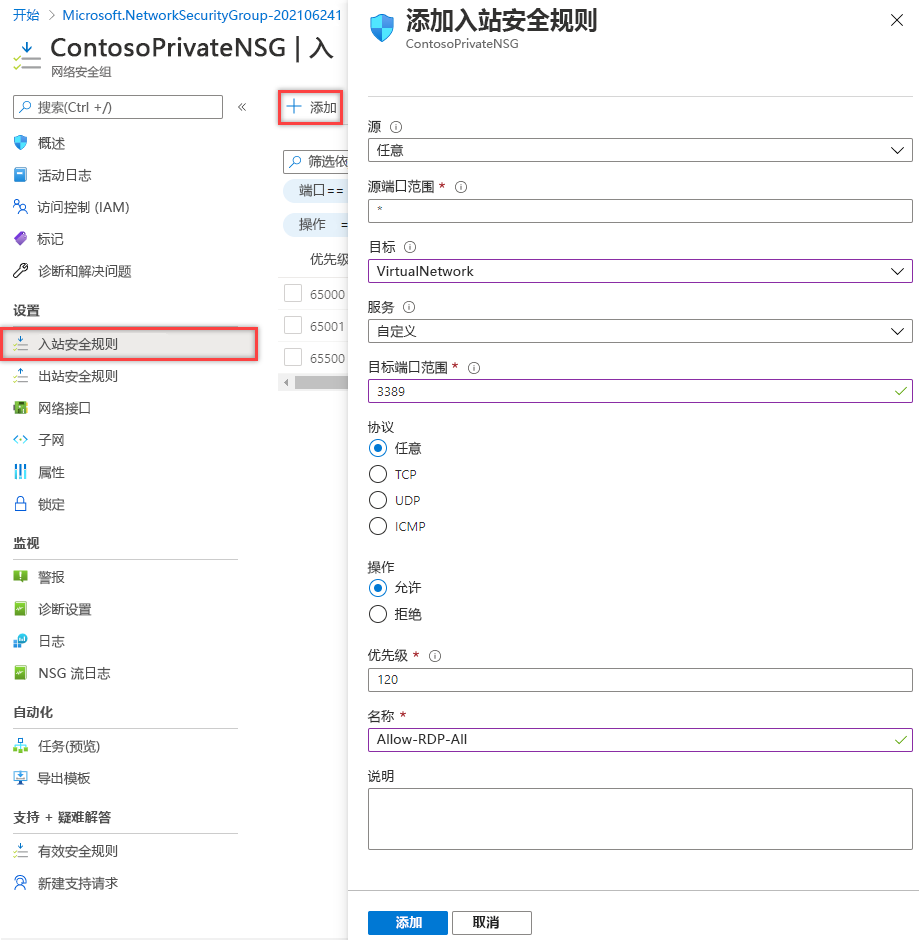 开始 > Microsoft.NetworkSecurityGroup-202106241
ContosoPrivateNSG | 入
网络安全组
搜索(Ctrl +/)
«
概述
活动日志
访问控制 (IAM)
标记
诊断和解决问题
设置
入站安全规则
出站安全规则
网络接口
子网
属性
锁定
监视
警报
诊断设置
日志
NSG 流日志
自动化
任务(预览)
导出模板
支持 + 疑难解答
有效安全规则
新建支持请求
添加
筛选依
端口==
操作 =
优先级
65000
65001
65500
添加入站安全规则
ContosoPrivateNSG
源
任意
源端口范围 *
*
目标
VirtualNetwork
服务
自定义
目标端口范围 *
3389
协议
任意
TCP
UDP
ICMP
操作
允许
拒绝
优先级 *
120
名称 *
Allow-RDP-All
说明
添加
取消